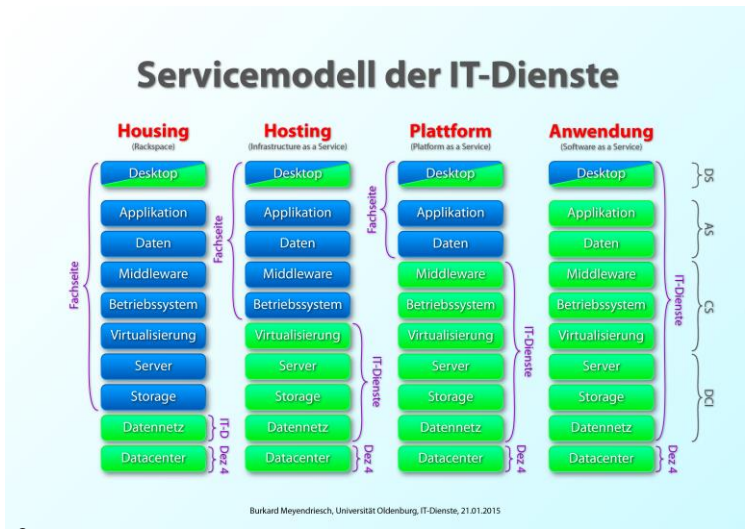 Servicemodell der IT-Dienste
Housing
(Rackspace)
Desktop
Applikation
Daten
Middleware
Betriebssystem
Virtualisierung
Server
Storage
Datennetz
Datacenter
Fachseite
IT-D
Dez 4
Hosting
(Infrastructure as a Service)
Desktop
Applikation
Daten
Middleware
Betriebssystem
Virtualisierung
Server
Storage
Datennetz
Datacenter
Fachseite
IT-Dienste
Dez 4
Plattform
(Platform as a Service)
Desktop
Applikation
Daten
Middleware
Betriebssystem
Virtualisierung
Server
Storage
Datennetz
Datacenter
Fachseite
IT-Dienste
Dez 4
Anwendung
(Software as a Service)
Desktop
Applikation
Daten
Middleware
Betriebssystem
Virtualisierung
Server
Storage
Datennetz
Datacenter
IT-Dienste
Dez 4
DS
AS
CS
DCI
Burkard Meyendriesch, Universität Oldenburg, IT-Dienste, 21.01.2015